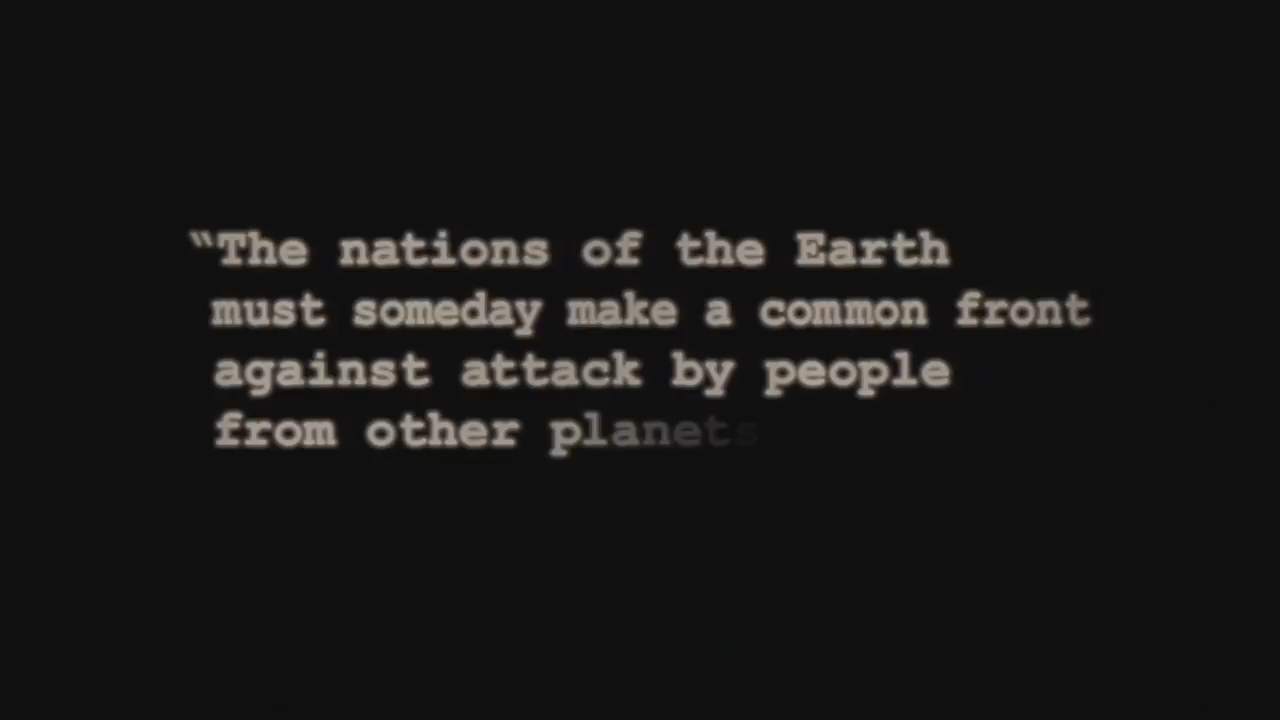 “The nations of the Earth
must someday make a common front
against attack by people
from other planets